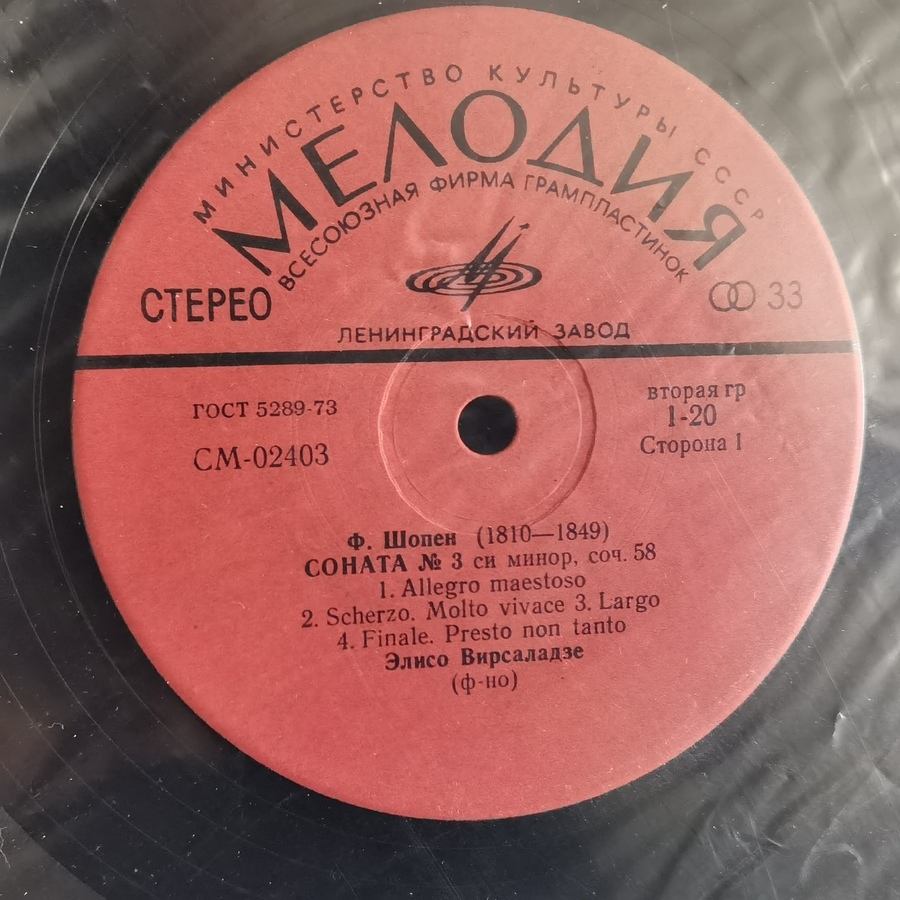 МИНИСТЕРСТВО КУЛЬТУРЫ СССР
МЕЛОДИЯ
ВСЕСОЮЗНАЯ ФИРМА ГРАМПЛАСТИНОК
СТЕРЕО
33
ЛЕНИНГРАДСКИЙ ЗАВОД
ГОСТ 5289-73
СМ-02403
вторая гр
1-20
Сторона 1
Ф. Шопен (1810—1849)
СОНАТА № 3 си минор, соч. 58
1. Allegro maestoso
2. Scherzo. Molto vivace 3. Largo
4. Finale. Presto non tanto
Элисо Вирсаладзе
(ф-но)